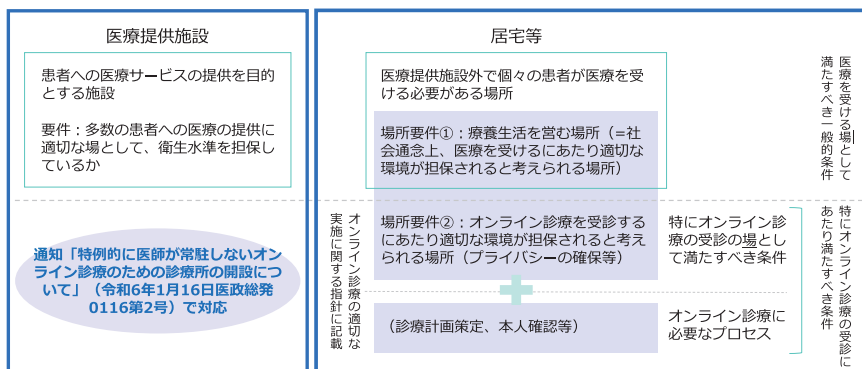 医療提供施設
患者への医療サービスの提供を目的
とする施設
要件：多数の患者への医療の提供に
適切な場として、衛生水準を担保し
ているか
通知「特例的に医師が常駐しないオン
ライン診療のための診療所の開設につ
いて」（令和6年1月16日医政総発
0116第2号）で対応
居宅等
医療提供施設外で個々の患者が医療を受
ける必要がある場所
場所要件①：療養生活を営む場所（=社
会通念上、医療を受けるにあたり適切な
環境が担保されると考えられる場所）
場所要件②：オンライン診療を受診する
にあたり適切な環境が担保されると考え
られる場所（プライバシーの確保等）
（診療計画策定、本人確認等）
オンライン診療の適切な
実施に関する指針に記載
特にオンライン診
療の受診の場として
満たすべき条件
オンライン診療に
必要なプロセス
医療を受ける場として
満たすべき一般的条件
特にオンライン診療の受診に
あたり満たすべき条件